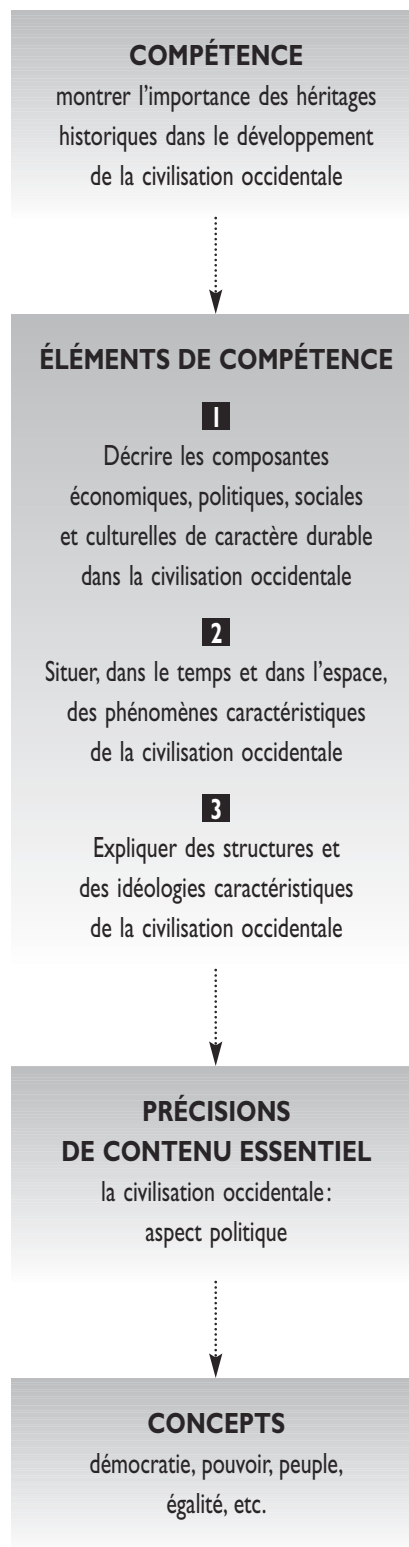 COMPÉTENCE
montrer l'importance des héritages
historiques dans le développement
de la civilisation occidentale
ÉLÉMENTS DE COMPÉTENCE
1
Décrire les composantes
économiques, politiques, sociales
et culturelles de caractère durable
dans la civilisation occidentale
2
Situer, dans le temps et dans l'espace,
des phénomènes caractéristiques
de la civilisation occidentale
3
Expliquer des structures et
des idéologies caractéristiques
de la civilisation occidentale
PRÉCISIONS
DE CONTENU ESSENTIEL
la civilisation occidentale:
aspect politique
CONCEPTS
démocratie, pouvoir, peuple,
égalité, etc.